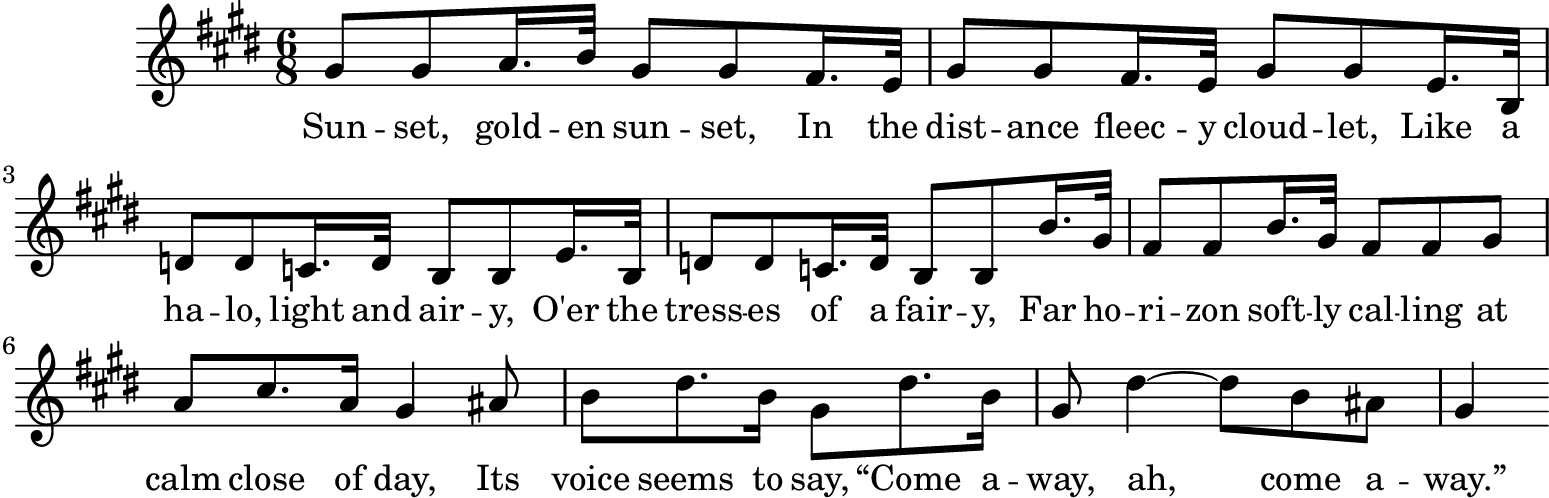 6
8
Sun -- set, gold -- en sun -- set, In the dist -- ance fleec -- y cloud -- let, Like a
3
ha -- lo, light and air -- y, O'er the tress -- es of a fair -- y, Far ho -- ri -- zon soft -- ly cal -- ling at
6
calm close of day, Its voice seems to say, “Come a -- way, ah, come a -- way.”